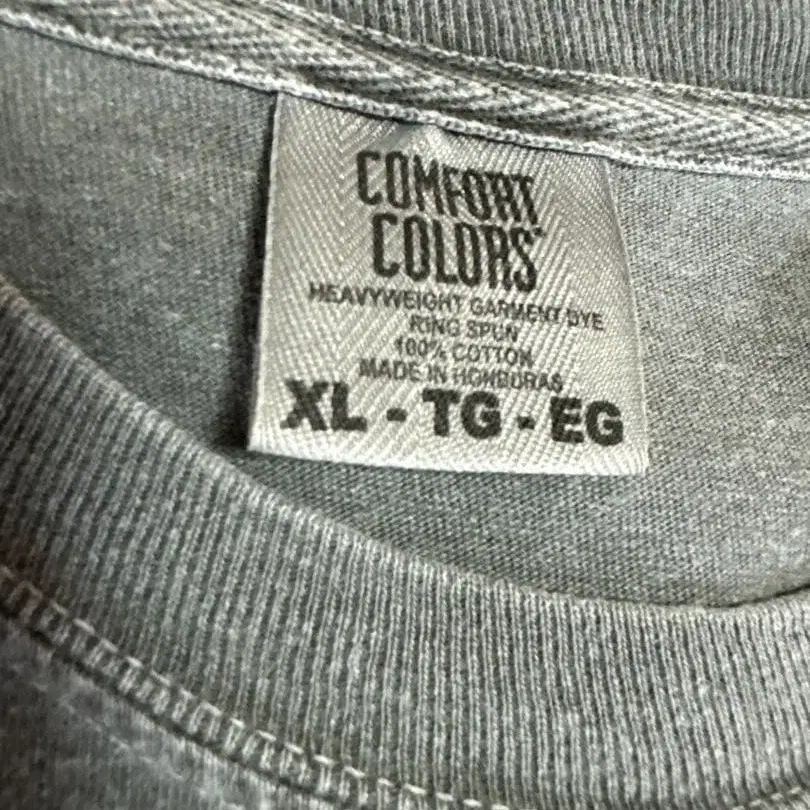 COMFORT
COLORS
HEAVYWEIGHT GARMENT DYE
RING SPUN
100% COTTON
MADE IN HONDURAS
XL - TG - EG